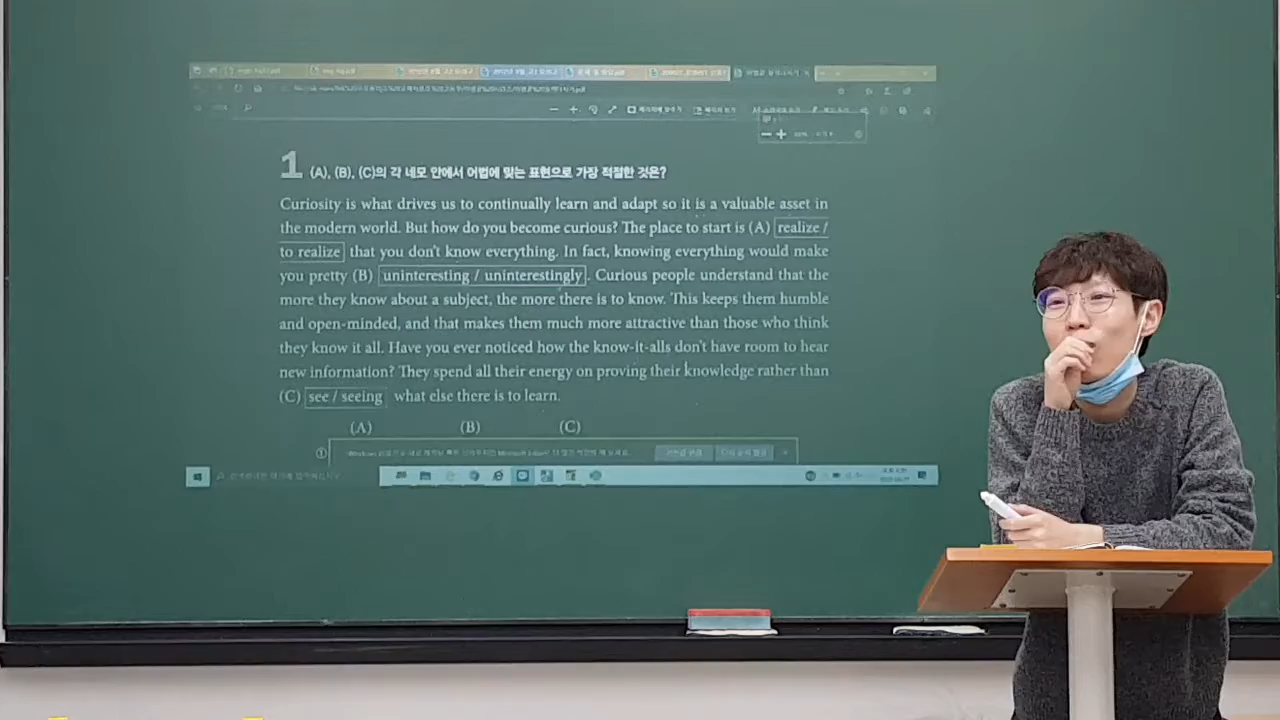 1 (A), (B), (C)의 각 네모 안에서 어법에 맞는 표현으로 가장 적절한 것은?
Curiosity is what drives us to continually learn and adapt so it is a valuable asset in
the modern world. But how do you become curious? The place to start is (A) realize /
to realize that you don't know everything. In fact, knowing everything would make
you pretty (B) uninteresting / uninterestingly. Curious people understand that the
more they know about a subject, the more there is to know. This keeps them humble
and open-minded, and that makes them much more attractive than those who think
they know it all. Have you ever noticed how the know-it-alls don't have room to hear
new information? They spend all their energy on proving their knowledge rather than
(C) see / seeing what else there is to learn.
(A) (B) (C)
①